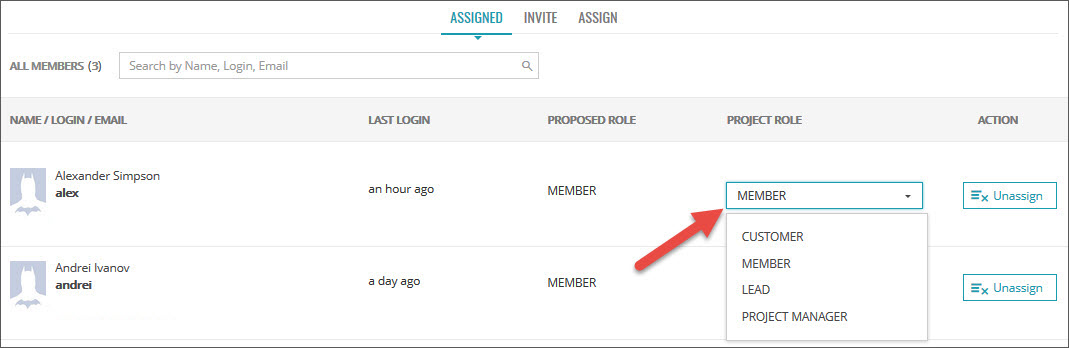 ASSIGNED INVITE ASSIGN
ALL MEMBERS (3) Search by Name, Login, Email
NAME / LOGIN / EMAIL LAST LOGIN PROPOSED ROLE PROJECT ROLE ACTION
Alexander Simpson
alex
an hour ago MEMBER MEMBER Unassign
CUSTOMER
MEMBER
LEAD
PROJECT MANAGER
Andrei Ivanov
andrei
a day ago MEMBER Unassign